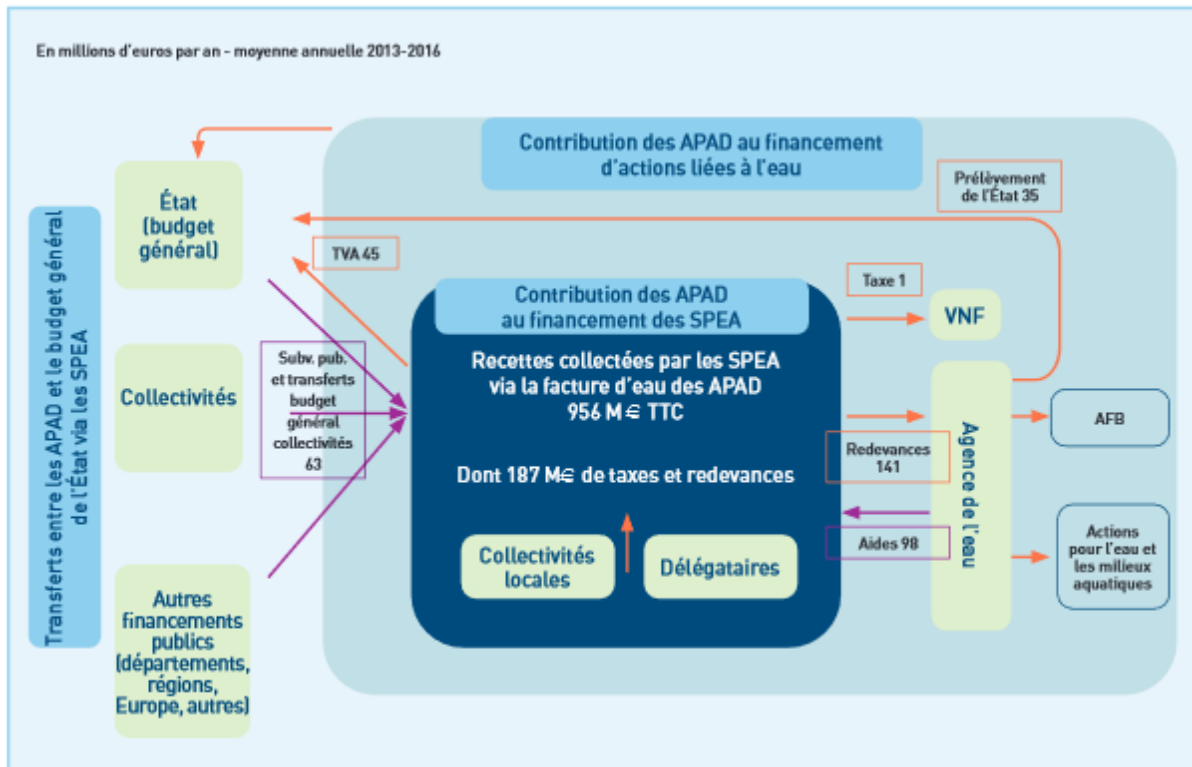 En millions d'euros par an - moyenne annuelle 2013-2016
Contribution des APAD au financement
d'actions liées à l'eau
Prélèvement
de l'État 35
État
(budget
général)
TVA 45
Taxe 1
VNF
Contribution des APAD
au financement des SPEA
Transferts entre les APAD et le budget général
de l'État via les SPEA
Recettes collectées par les SPEA
via la facture d'eau des APAD
956 M€ TTC
Subv. pub.
et transferts
budget
général
collectivités
63
Collectivités
AFB
Redevances
141
Agence de l'eau
Dont 187 M€ de taxes et redevances
Aides 98
Collectivités
locales
Délégataires
Actions
pour l'eau et
les milieux
aquatiques
Autres
financements
publics
(départements,
régions,
Europe, autres)